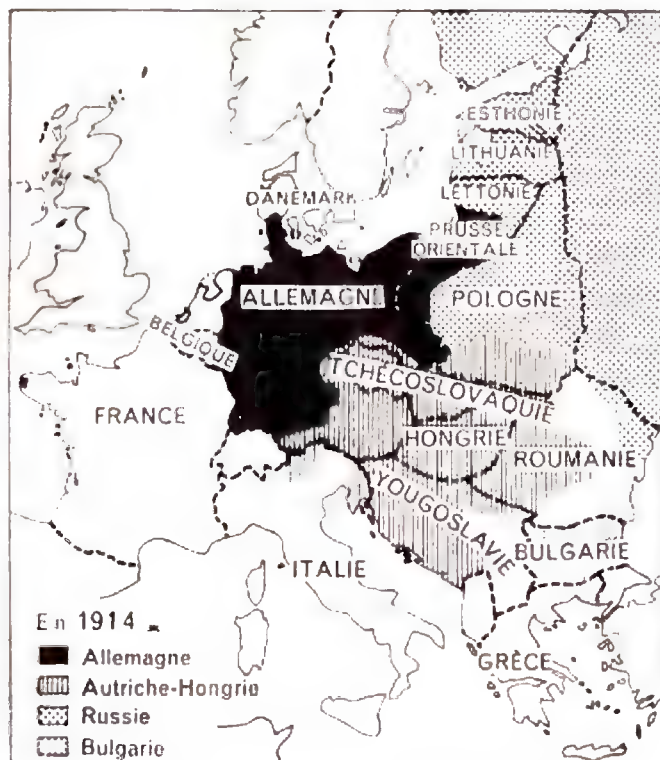 ESTHONIE
LITHUANIE
LETTONIE
DANEMARK
PRUSSE
ORIENTALE
ALLEMAGNE
POLOGNE
BELGIQUE
TCHÉCOSLOVAQUIE
FRANCE
HONGRIE
ROUMANIE
YOUGOSLAVIE
BULGARIE
ITALIE
GRÈCE
En 1914
Allemagne
Autriche-Hongrie
Russie
Bulgarie